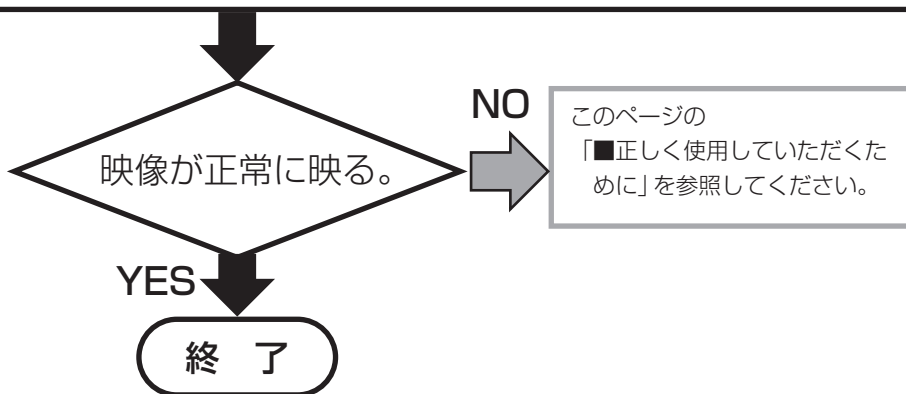 映像が正常に映る。
NO
このページの
「■正しく使用していただくた
めに」を参照してください。
YES
終 了